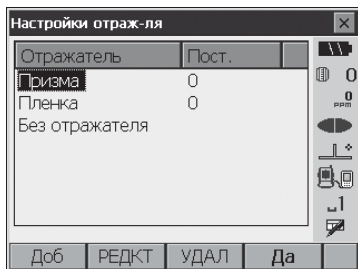 Настройки отраж-ля
Отражатель Пост.
Призма 0
Пленка 0
Без отражателя
0
0
ppm
1
Доб РЕДКТ УДАЛ Да